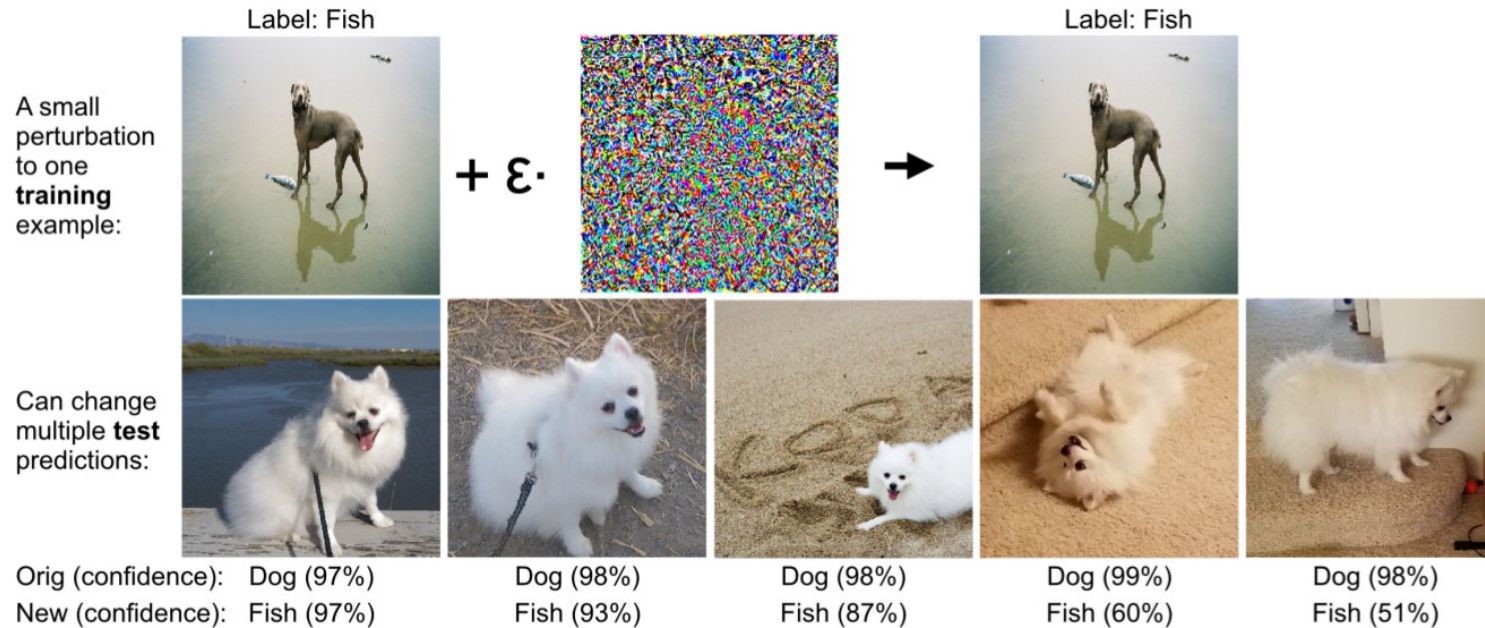 Label: Fish
Label: Fish
A small
perturbation
to one
training
example:
+ ε·
Can change
multiple test
predictions:
Orig (confidence): Dog (97%) Dog (98%) Dog (98%) Dog (99%) Dog (98%)
New (confidence): Fish (97%) Fish (93%) Fish (87%) Fish (60%) Fish (51%)